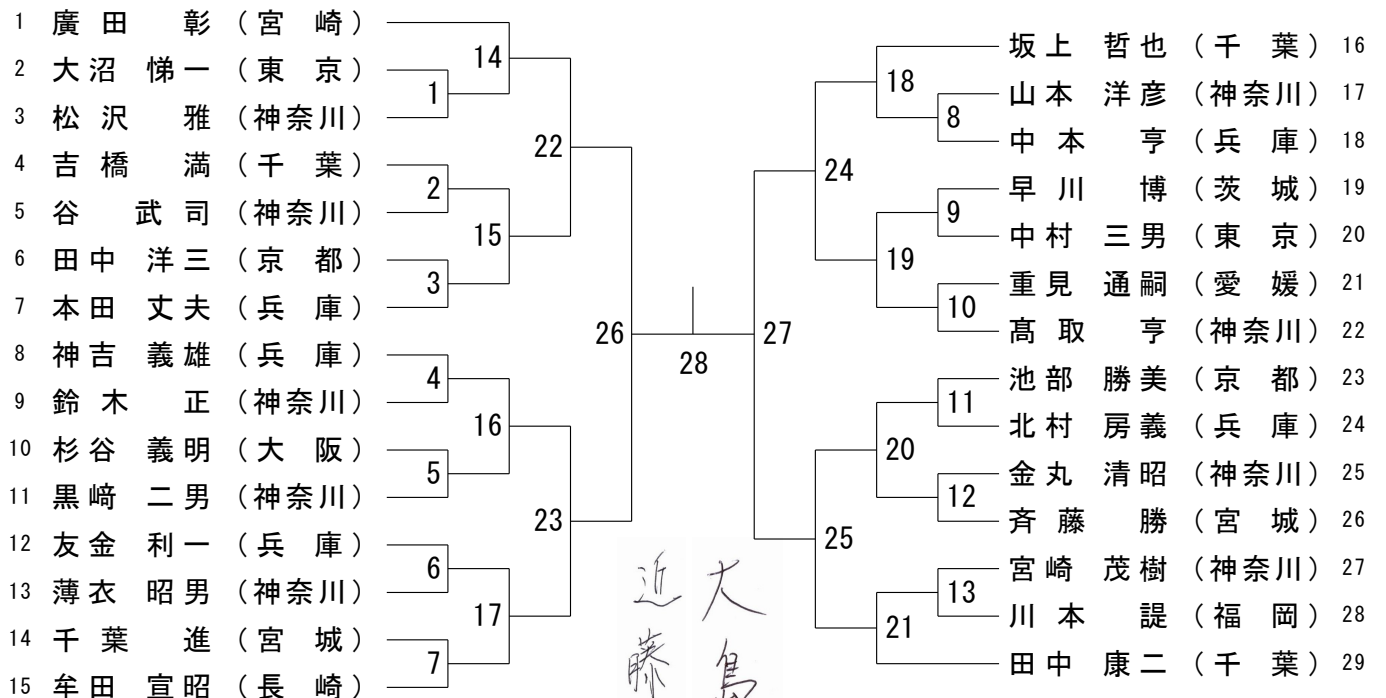 1 廣田 彰 （宮 崎）
2 大沼 悌一 （東 京）
3 松沢 雅 （神奈川）
4 吉橋 満 （千 葉）
5 谷 武司 （神奈川）
6 田中 洋三 （京 都）
7 本田 丈夫 （兵 庫）
8 神吉 義雄 （兵 庫）
9 鈴木 正 （神奈川）
10 杉谷 義明 （大 阪）
11 黒﨑 二男 （神奈川）
12 友金 利一 （兵 庫）
13 薄衣 昭男 （神奈川）
14 千葉 進 （宮 城）
15 牟田 宣昭 （長 崎）
14
1
22
2
15
3
26
4
16
5
23
6
17
7
28
27
18
8
24
9
19
10
11
20
12
25
13
21
坂上 哲也 （千 葉） 16
山本 洋彦 （神奈川） 17
中本 亨 （兵 庫） 18
早川 博 （茨 城） 19
中村 三男 （東 京） 20
重見 通嗣 （愛 媛） 21
髙取 亨 （神奈川） 22
池部 勝美 （京 都） 23
北村 房義 （兵 庫） 24
金丸 清昭 （神奈川） 25
斉藤 勝 （宮 城） 26
宮崎 茂樹 （神奈川） 27
川本 諟 （福 岡） 28
田中 康二 （千 葉） 29
大島
近藤